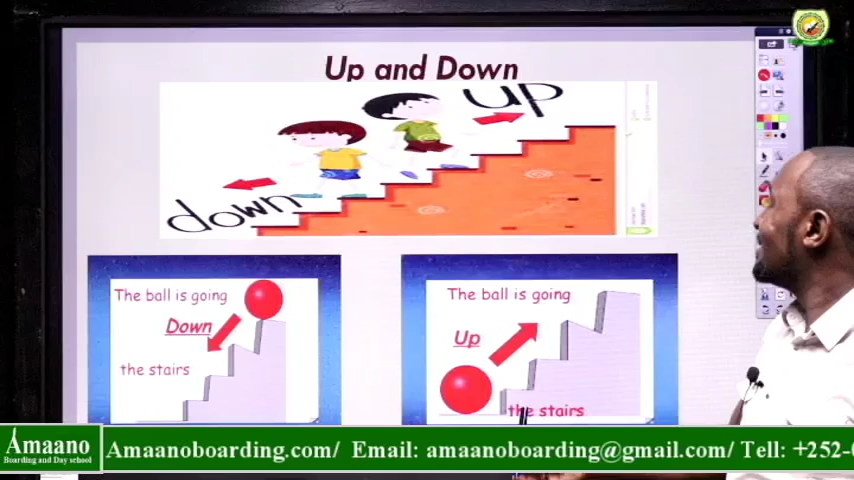 Up and Down
up
down
The ball is going
Down
the stairs
The ball is going
Up
the stairs
Amaano
Boarding and Day school
Amaanoboarding.com/ Email: amaanoboarding@gmail.com/ Tell: +252-